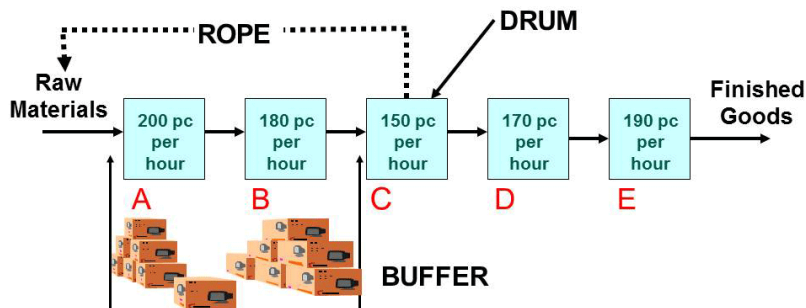 ROPE
DRUM
Raw
Materials
Finished
Goods
200 pc
per
hour
180 pc
per
hour
150 pc
per
hour
170 pc
per
hour
190 pc
per
hour
A
B
C
D
E
BUFFER